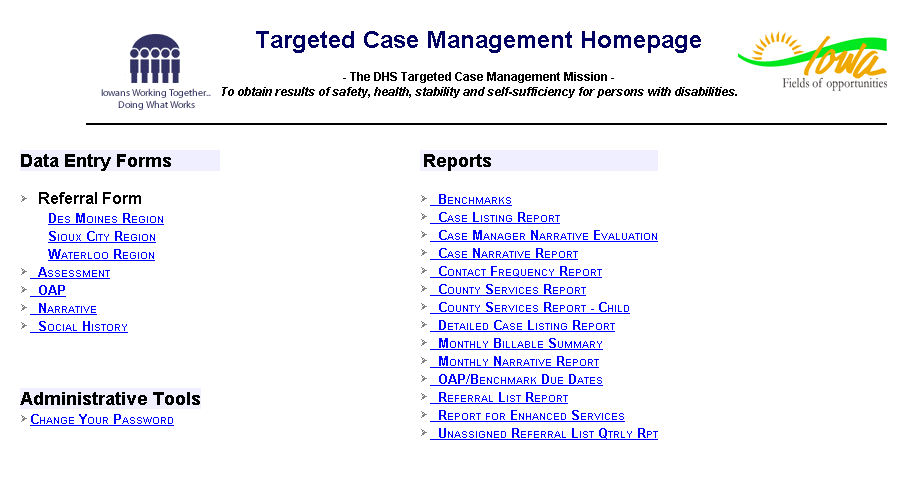 Targeted Case Management Homepage
Iowans Working Together...
Doing What Works
- The DHS Targeted Case Management Mission -
To obtain results of safety, health, stability and self-sufficiency for persons with disabilities.
Iowa
Fields of opportunities
Data Entry Forms
Referral Form
Des Moines Region
Sioux City Region
Waterloo Region
Assessment
OAP
Narrative
Social History
Administrative Tools
Change Your Password
Reports
Benchmarks
Case Listing Report
Case Manager Narrative Evaluation
Case Narrative Report
Contact Frequency Report
County Services Report
County Services Report - Child
Detailed Case Listing Report
Monthly Billable Summary
Monthly Narrative Report
OAP/Benchmark Due Dates
Referral List Report
Report for Enhanced Services
Unassigned Referral List Qtrly Rpt